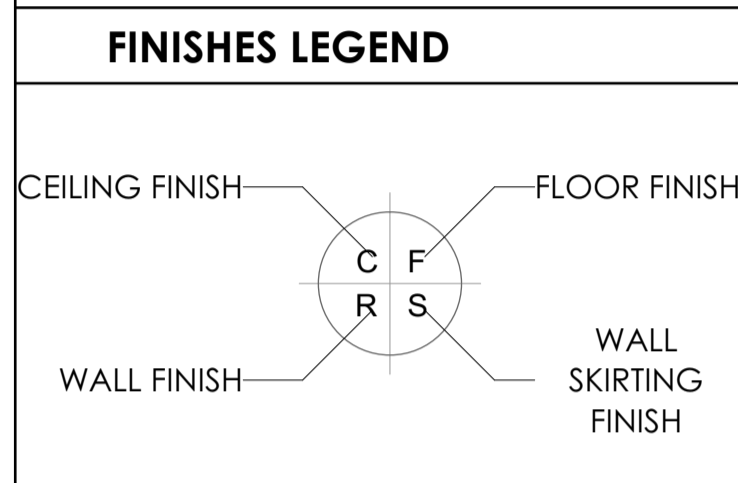 FINISHES LEGEND
CEILING FINISH
FLOOR FINISH
C F
R S
WALL FINISH
WALL
SKIRTING
FINISH